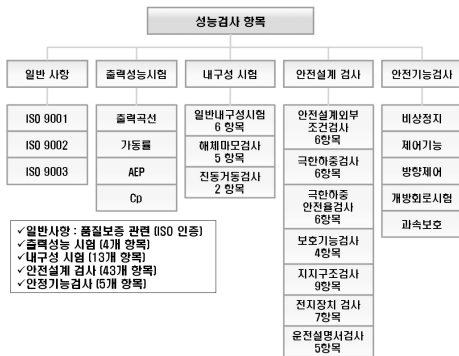 성능검사 항목
일반 사항
ISO 9001
ISO 9002
ISO 9003
출력성능시험
출력곡선
가동률
AEP
Cp
내구성 시험
일반내구성시험
6 항목
해체마모검사
5 항목
진동거동검사
2 항목
안전설계 검사
안전설계외부
조건검사
6항목
극한하중검사
6항목
극한하중
안전율검사
6항목
보호기능검사
4항목
지지구조검사
9항목
전지장치 검사
7항목
운전설명서검사
5항목
안전기능검사
비상정지
제어기능
방향제어
개방회로시험
과속보호
✓일반사항 : 품질보증 관련 (ISO 인증)
✓출력성능 시험 (4개 항목)
✓내구성 시험 (13개 항목)
✓안전설계 검사 (43개 항목)
✓안정기능검사 (5개 항목)